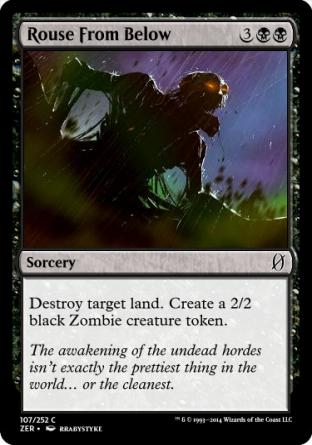 Rouse From Below 3
Sorcery
Destroy target land. Create a 2/2
black Zombie creature token.
The awakening of the undead hordes
isn't exactly the prettiest thing in the
world... or the cleanest.
107/252 C
ZER • RRABYSTYKE
™ & © 1993–2014 Wizards of the Coast LLC